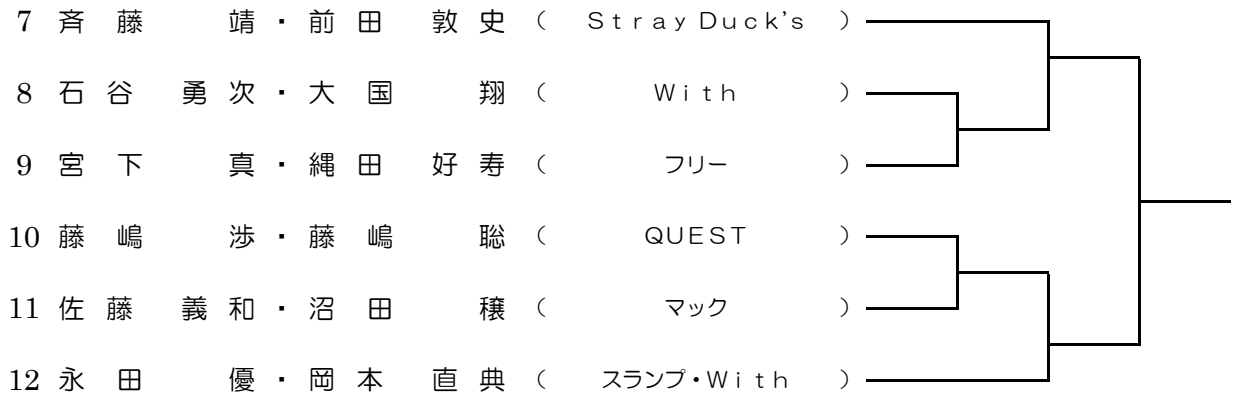 7 斉藤 靖・前田 敦史（ Stray Duck's ）
8 石谷 勇次・大国 翔（ With ）
9 宮下 真・縄田 好寿（ フリー ）
10 藤嶋 渉・藤嶋 聡（ QUEST ）
11 佐藤 義和・沼田 穣（ マック ）
12 永田 優・岡本 直典（ スランプ・With ）